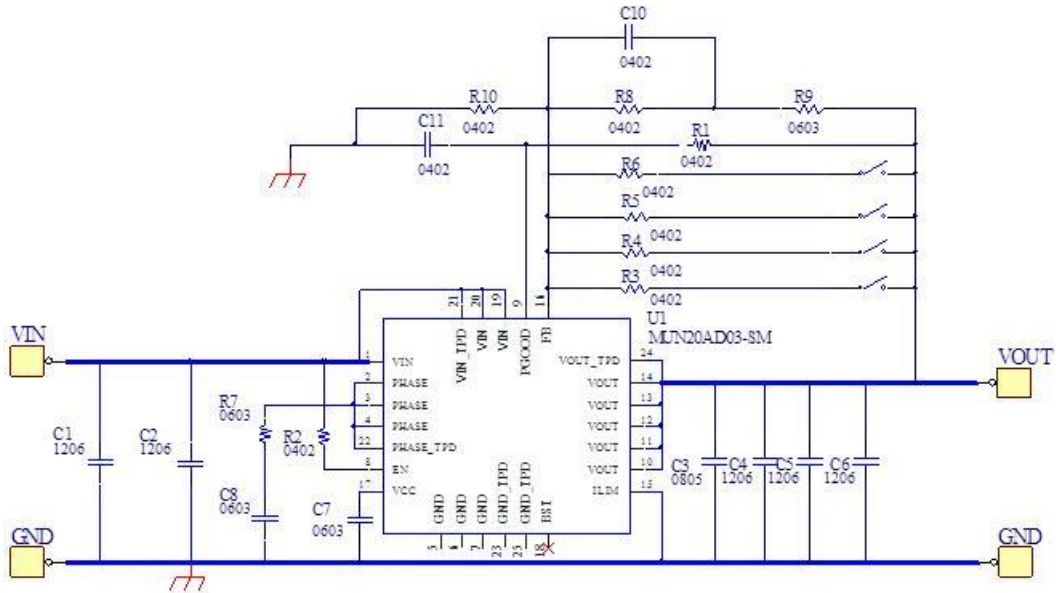 C10
0402
R10
0402
R8
0402
R9
0603
C11
0402
R1
0402
R6
0402
R5
0402
R4
0402
R3
0402
21
20
19
9
U1
MUN20AD03-SM
VIN
VIN_TPD
VIN
VIN
PGOOD
FB
1
VIN
2
PHASE
3
PHASE
4
PHASE
22
PHASE_TPD
8
EN
17
VCC
VOUT_TPD
24
VOUT
14
VOUT
13
VOUT
12
VOUT
11
VOUT
10
ILIM
15
VOUT
R7
0603
R2
0402
C1
1206
C2
1206
C8
0603
C7
0603
C3
0805
C4
1206
C5
1206
C6
1206
GND
GND
GND
GND_TPD
GND_TPD
BST
5
6
7
23
25
18
GND
GND